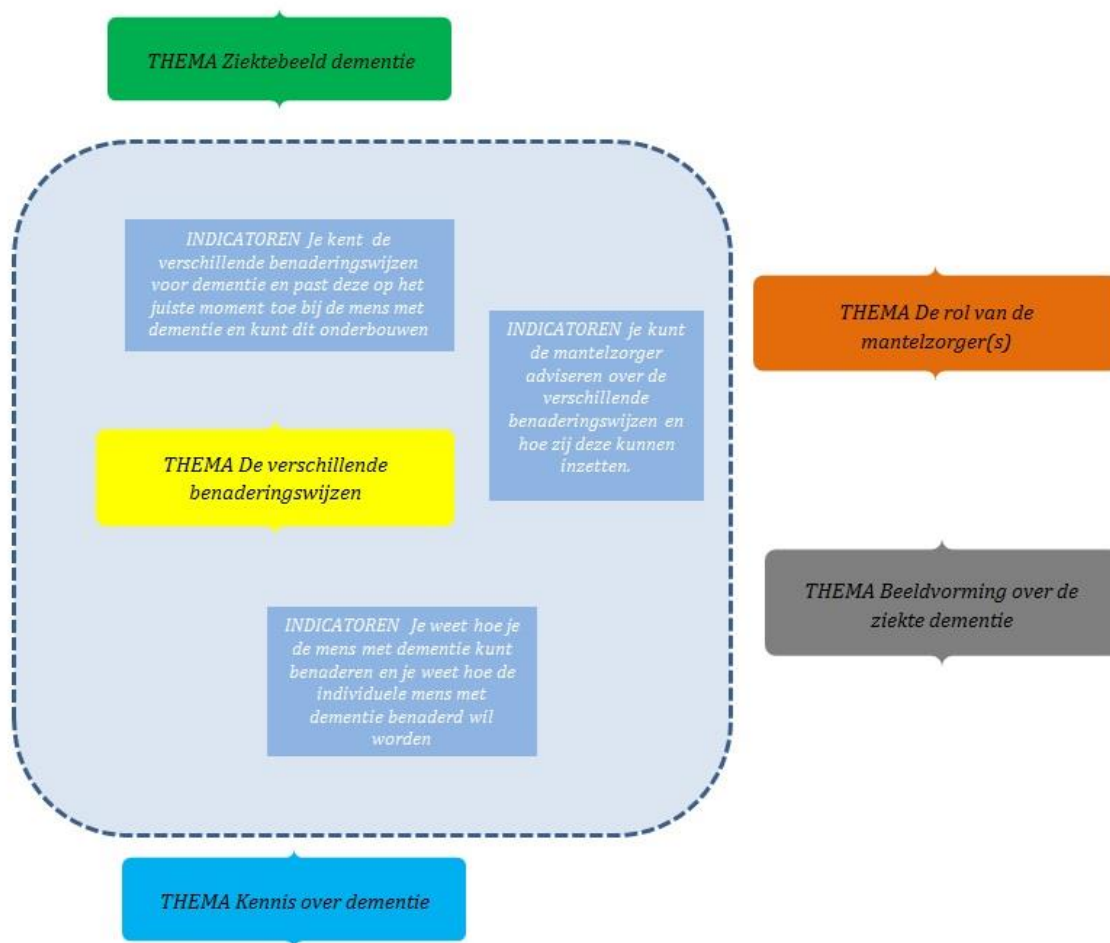 THEMA Ziektebeeld dementie
INDICATOREN Je kent de
verschillende benaderingswijzen
voor dementie en past deze op het
juiste moment toe bij de mens met
dementie en kunt dit onderbouwen
INDICATOREN je kunt
de mantelzorger
adviseren over de
verschillende
benaderingswijzen en
hoe zij deze kunnen
inzetten.
THEMA De rol van de
mantelzorger(s)
THEMA De verschillende
benaderingswijzen
THEMA Beeldvorming over de
ziekte dementie
INDICATOREN Je weet hoe je
de mens met dementie kunt
benaderen en je weet hoe de
individuele mens met
dementie benaderd wil
worden
THEMA Kennis over dementie